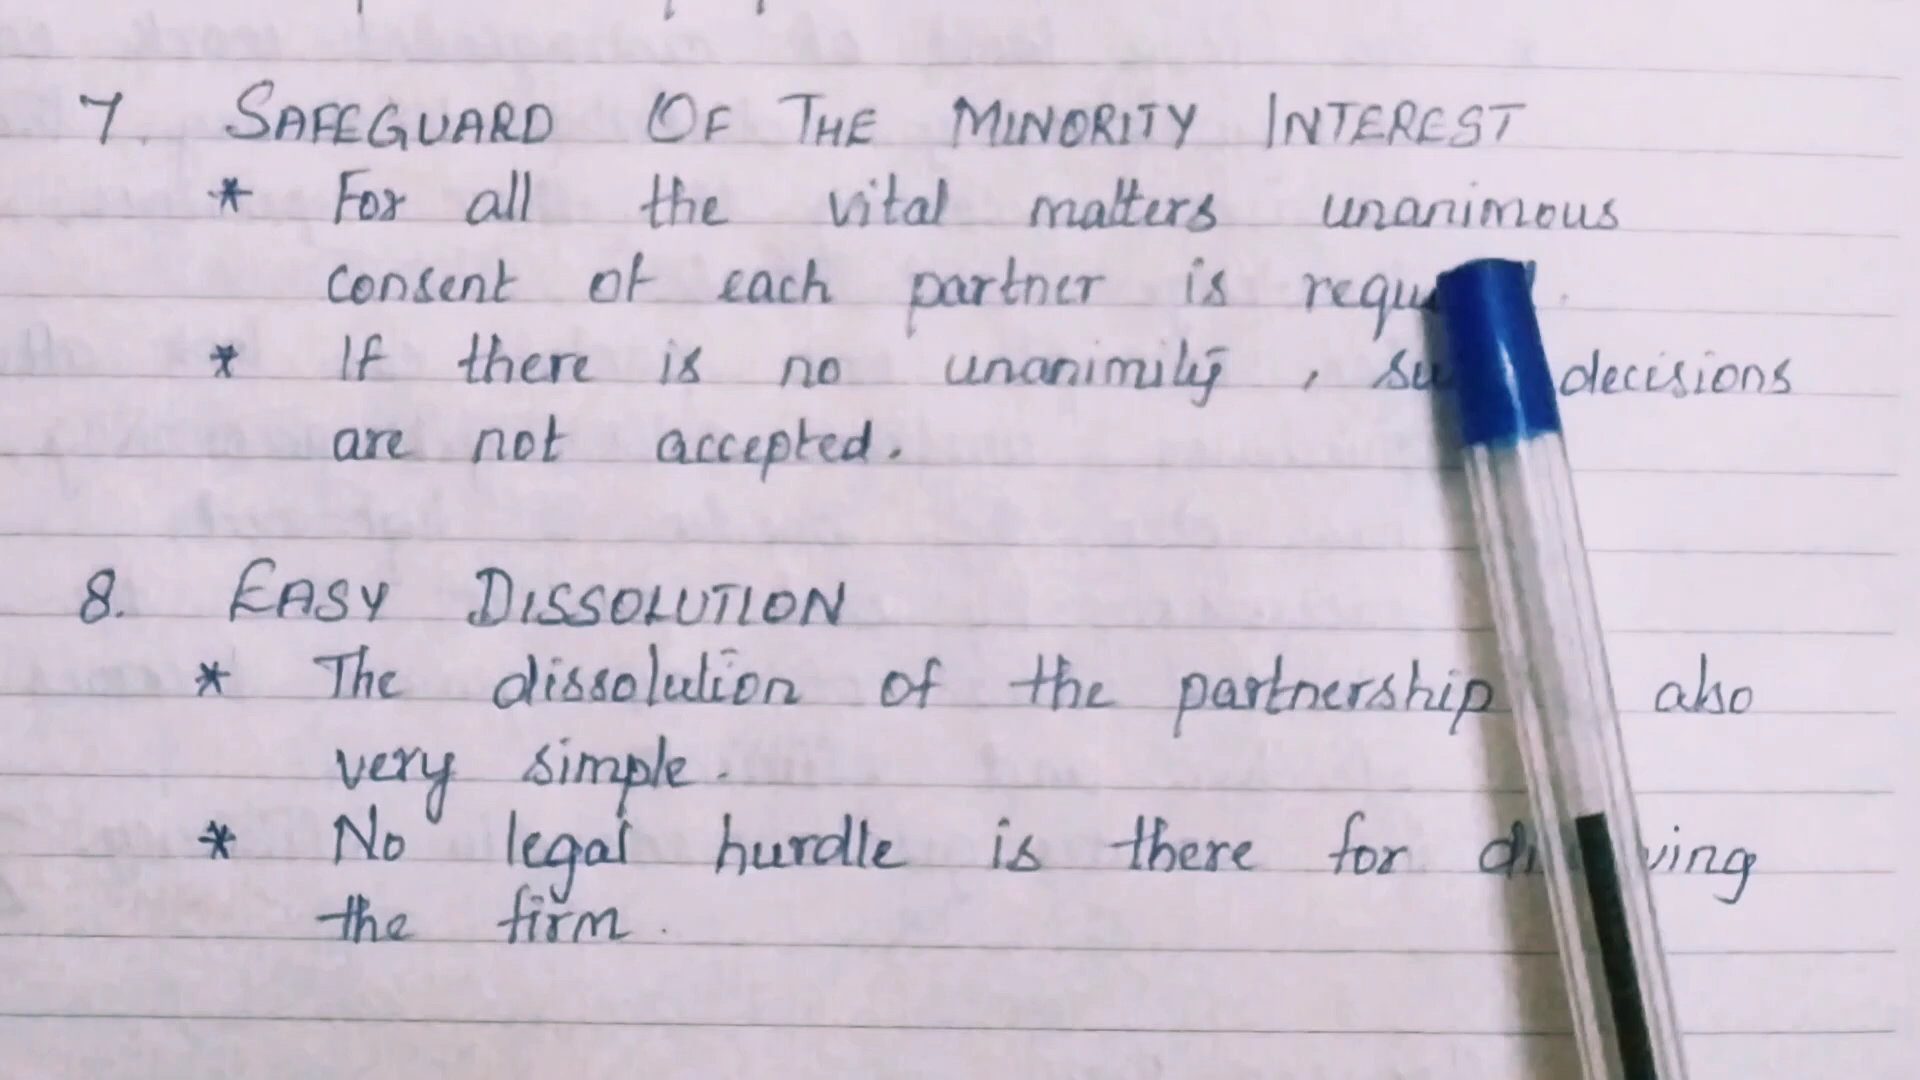 7. SAFEGUARD OF THE MINORITY INTEREST
* For all the vital matters unanimous
consent of each partner is
* If there is no unanimity, decisions
are not accepted.
8. EASY DISSOLUTION
* The dissolution of the partnership also
very simple.
* No legal hurdle is there for
the firm.